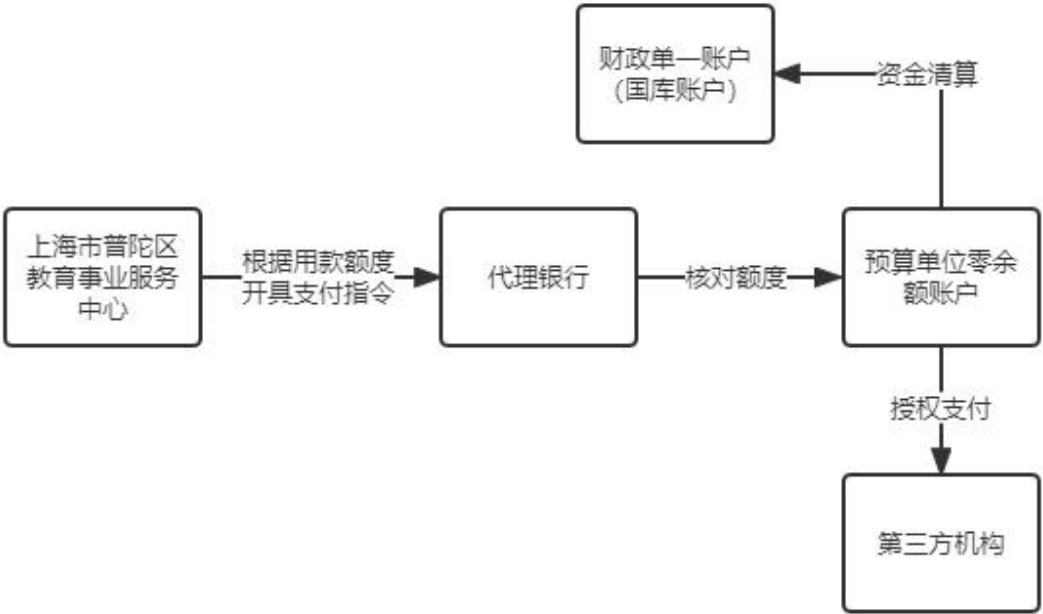 财政单一账户
（国库账户）
资金清算
上海市普陀区
教育事业服务
中心
根据用款额度
开具支付指令
代理银行
核对额度
预算单位零余
额账户
授权支付
第三方机构